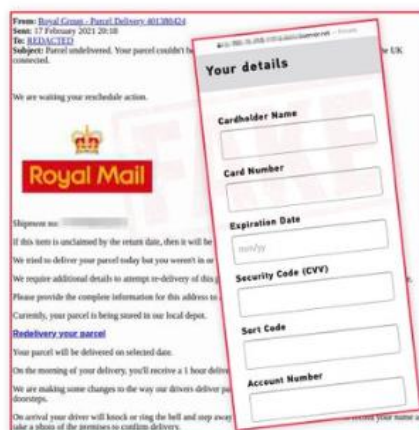 From: Royal Group - Parcel Delivery 401380424
Sent: 17 February 2021 20:18
To: REDACTED
Subject: Parcel undelivered. Your parcel couldn't be
UK
connected.
We are waiting your reschedule action.
Royal Mail
Shipment no:
If this item is unclaimed by the return date, then it will be
We tried to deliver your parcel today but you weren't in or
We require additional details to attempt re-delivery of this
Please provide the complete information for this address to
Currently, your parcel is being stored in our local depot.
Redelivery your parcel
Your parcel will be delivered on selected date.
On the morning of your delivery, you'll receive a 1 hour
We are making some changes to the way our drivers deliver
doorsteps.
On arrival your driver will knock or ring the bell and step away
your name
take a photo of the premises to confirm delivery.
FAKE
Your details
Cardholder Name
Card Number
Expiration Date
mm/yy
Security Code (CVV)
Sort Code
Account Number